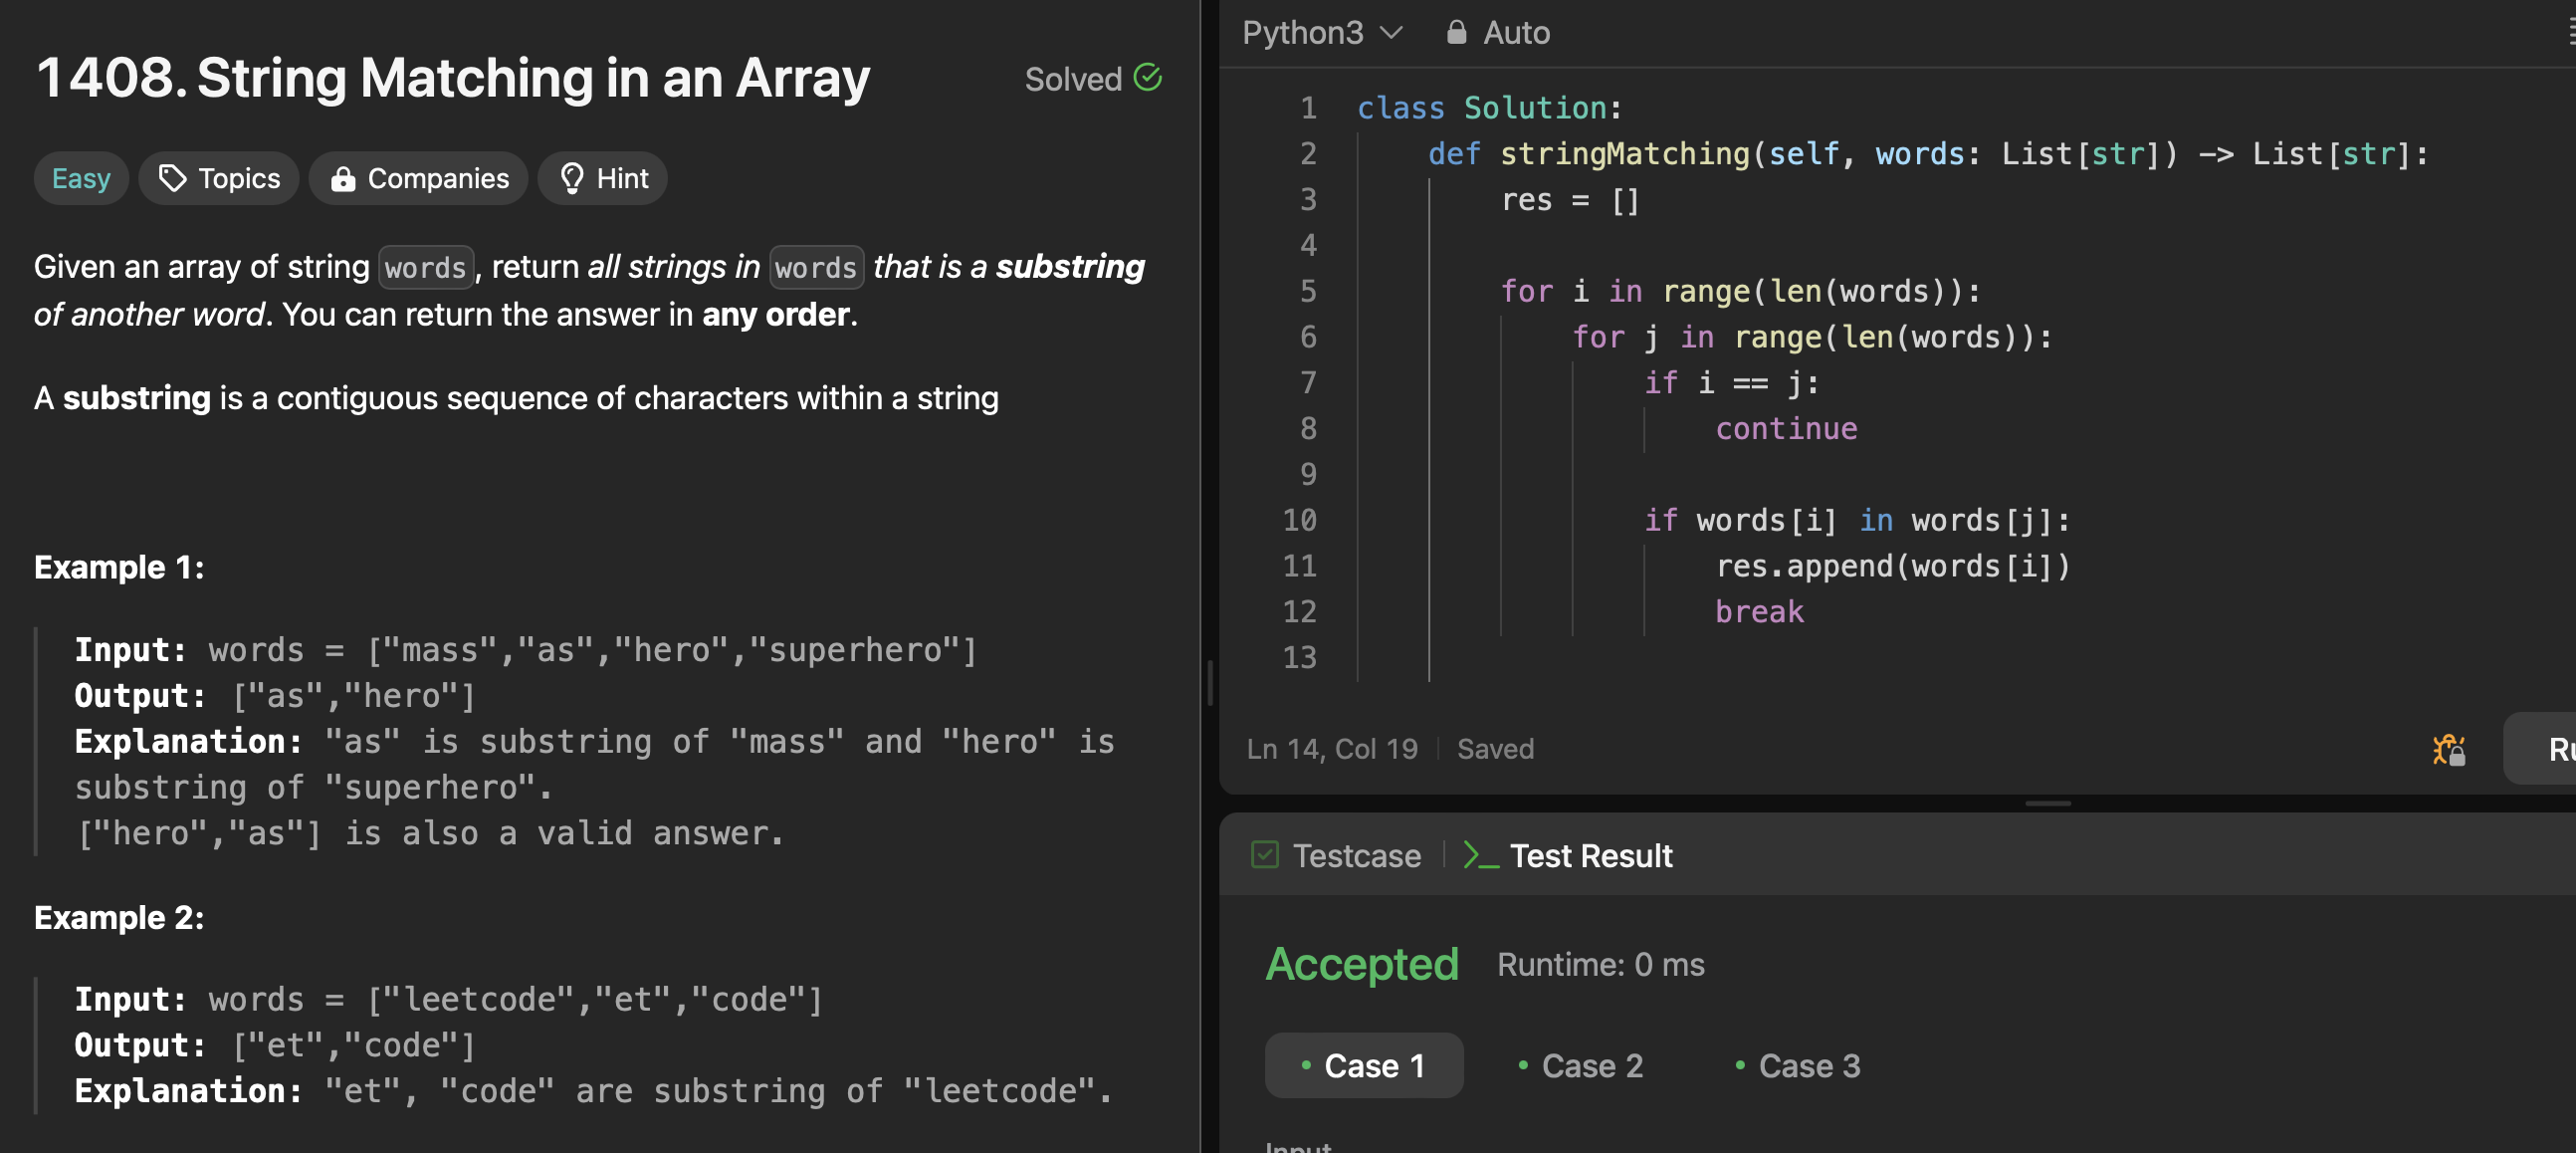 1408. String Matching in an Array
Solved
Easy
Topics
Companies
Hint
Given an array of string words, return all strings in words that is a substring
of another word. You can return the answer in any order.
A substring is a contiguous sequence of characters within a string
Example 1:
Input: words = ["mass","as","hero","superhero"]
Output: ["as","hero"]
Explanation: "as" is substring of "mass" and "hero" is
substring of "superhero".
["hero","as"] is also a valid answer.
Example 2:
Input: words = ["leetcode","et","code"]
Output: ["et","code"]
Explanation: "et", "code" are substring of "leetcode".
Python3
Auto
1 class Solution:
2 def stringMatching(self, words: List[str]) -> List[str]:
3 res = []
4
5 for i in range(len(words)):
6 for j in range(len(words)):
7 if i == j:
8 continue
9
10 if words[i] in words[j]:
11 res.append(words[i])
12 break
13
Ln 14, Col 19
Saved
Testcase
Test Result
Accepted
Runtime: 0 ms
Case 1
Case 2
Case 3